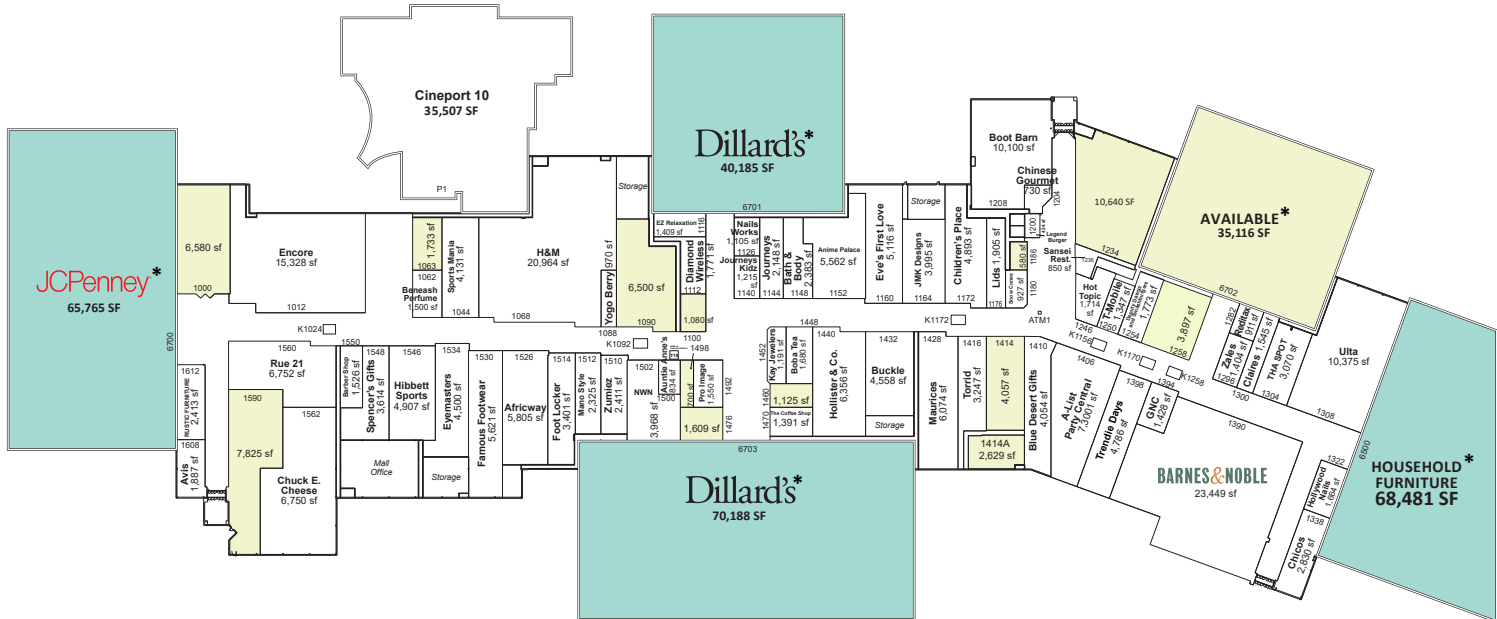 Cineport 10
35,507 SF
P1
JCPenney*
65,765 SF
6700
Dillard's*
40,185 SF
6701
6,580 sf
1000
Encore
15,328 sf
1012
K1024
1,733 sf
1063
1062
Beneash
Perfume
1,500 sf
Sports Mania
4,131 sf
1044
H&M
20,964 sf
1068
Storage
Yogo Berry
970 sf
1088
6,500 sf
1090
K1092
EZ Relaxation
1,409 sf
1116
Diamond
Wireless
1,771 sf
1112
1,080 sf
1100
Nails
Works
1,105 sf
1126
Journeys
Kidz
1,215 sf
1140
Journeys
2,148 sf
1144
Bath &
Body
2,383 sf
1148
Anime Palace
5,562 sf
1152
Eve's First Love
5,116 sf
1160
Storage
JMK Designs
3,995 sf
1164
Children's Place
4,893 sf
1172
K1172
Lids 1,905 sf
1176
Boot Barn
10,100 sf
1208
Chinese
Gourmet
730 sf
1204
1200
Legend
Burger
580 sf
1186
927 sf
1180
ATM1
Sansei
Rest.
850 sf
1236
10,640 SF
1234
AVAILABLE*
35,116 SF
6702
Hot
Topic
1,714
sf
1246
K1156
T-Mobile
1,347 sf
1250
1,773 sf
1254
3,897 sf
1258
K1170
K1258
1282
Reditax
911 sf
Zales
1,404 sf
1296
Claires
1,545 sf
1300
THA SPOT
3,070 sf
1304
Ulta
10,375 sf
1308
HOUSEHOLD*
FURNITURE
68,481 SF
6500
1612
RUSTIC FURNITURE
2,413 sf
1608
Avis
1,887 sf
1560
Rue 21
6,752 sf
1590
7,825 sf
1562
Chuck E.
Cheese
6,750 sf
1550
Barber Shop
1,526 sf
1548
Spencer's Gifts
3,614 sf
1546
Hibbett
Sports
4,907 sf
Mall
Office
1534
Eyemasters
4,500 sf
Storage
1530
Famous Footwear
5,621 sf
1526
Africway
5,805 sf
1514
Foot Locker
3,401 sf
1512
Mano Style
2,325 sf
1510
Zumiez
2,411 sf
1502
NWN
3,968 sf
1500
Auntie Anne's
834 sf
1498
700 sf
Pro Image
1,550 sf
1492
1,609 sf
1476
6703
Dillard's*
70,188 SF
1448
1452
Kay Jewelers
1,191 sf
Boba Tea
1,680 sf
1460
1,125 sf
1470
The Coffee Shop
1,391 sf
1440
Hollister & Co.
6,356 sf
1432
Buckle
4,558 sf
Storage
1428
Maurices
6,074 sf
1416
Torrid
3,247 sf
1414
4,057 sf
1414A
2,629 sf
1410
Blue Desert Gifts
4,054 sf
1406
A-List
Party Central
7,3001 sf
1398
Trendie Days
4,786 sf
1394
GNC
1,428 sf
1390
BARNES&NOBLE
23,449 sf
1322
Hollywood
Nails
1,664 sf
1338
Chicos
2,830 sf